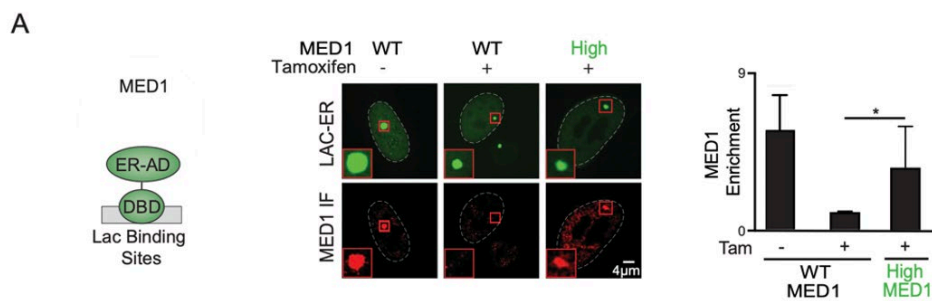 A
MED1
ER-AD
DBD
Lac Binding
Sites
MED1 WT WT High
Tamoxifen - + +
LAC-ER
MED1 IF
4µm
MED1
Enrichment
9
0
*
Tam - + +
WT
MED1
High
MED1